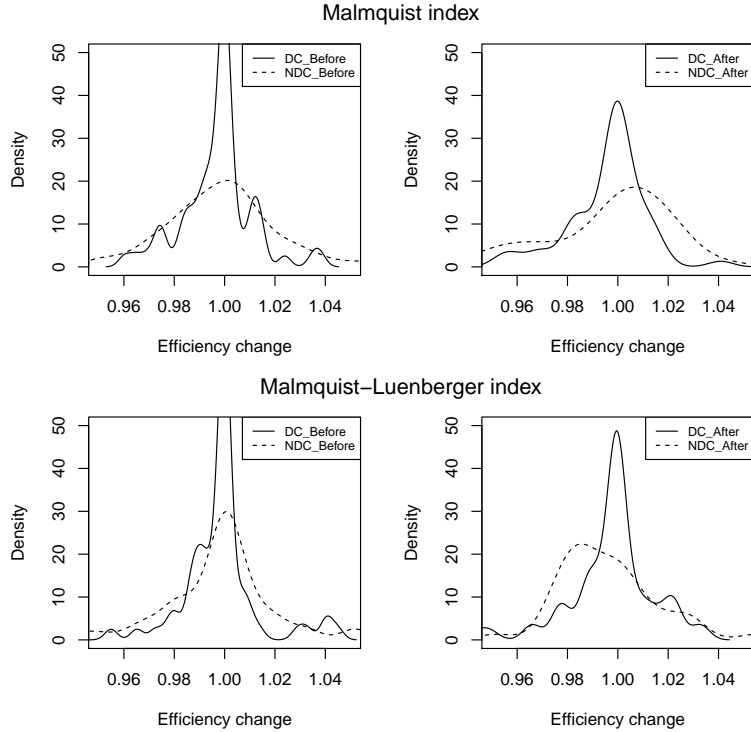 Malmquist index
50
40
30
20
10
0
Density
DC_Before
NDC_Before
0.96 0.98 1.00 1.02 1.04
Efficiency change
50
40
30
20
10
0
Density
DC_After
NDC_After
0.96 0.98 1.00 1.02 1.04
Efficiency change
Malmquist−Luenberger index
50
40
30
20
10
0
Density
DC_Before
NDC_Before
0.96 0.98 1.00 1.02 1.04
Efficiency change
50
40
30
20
10
0
Density
DC_After
NDC_After
0.96 0.98 1.00 1.02 1.04
Efficiency change